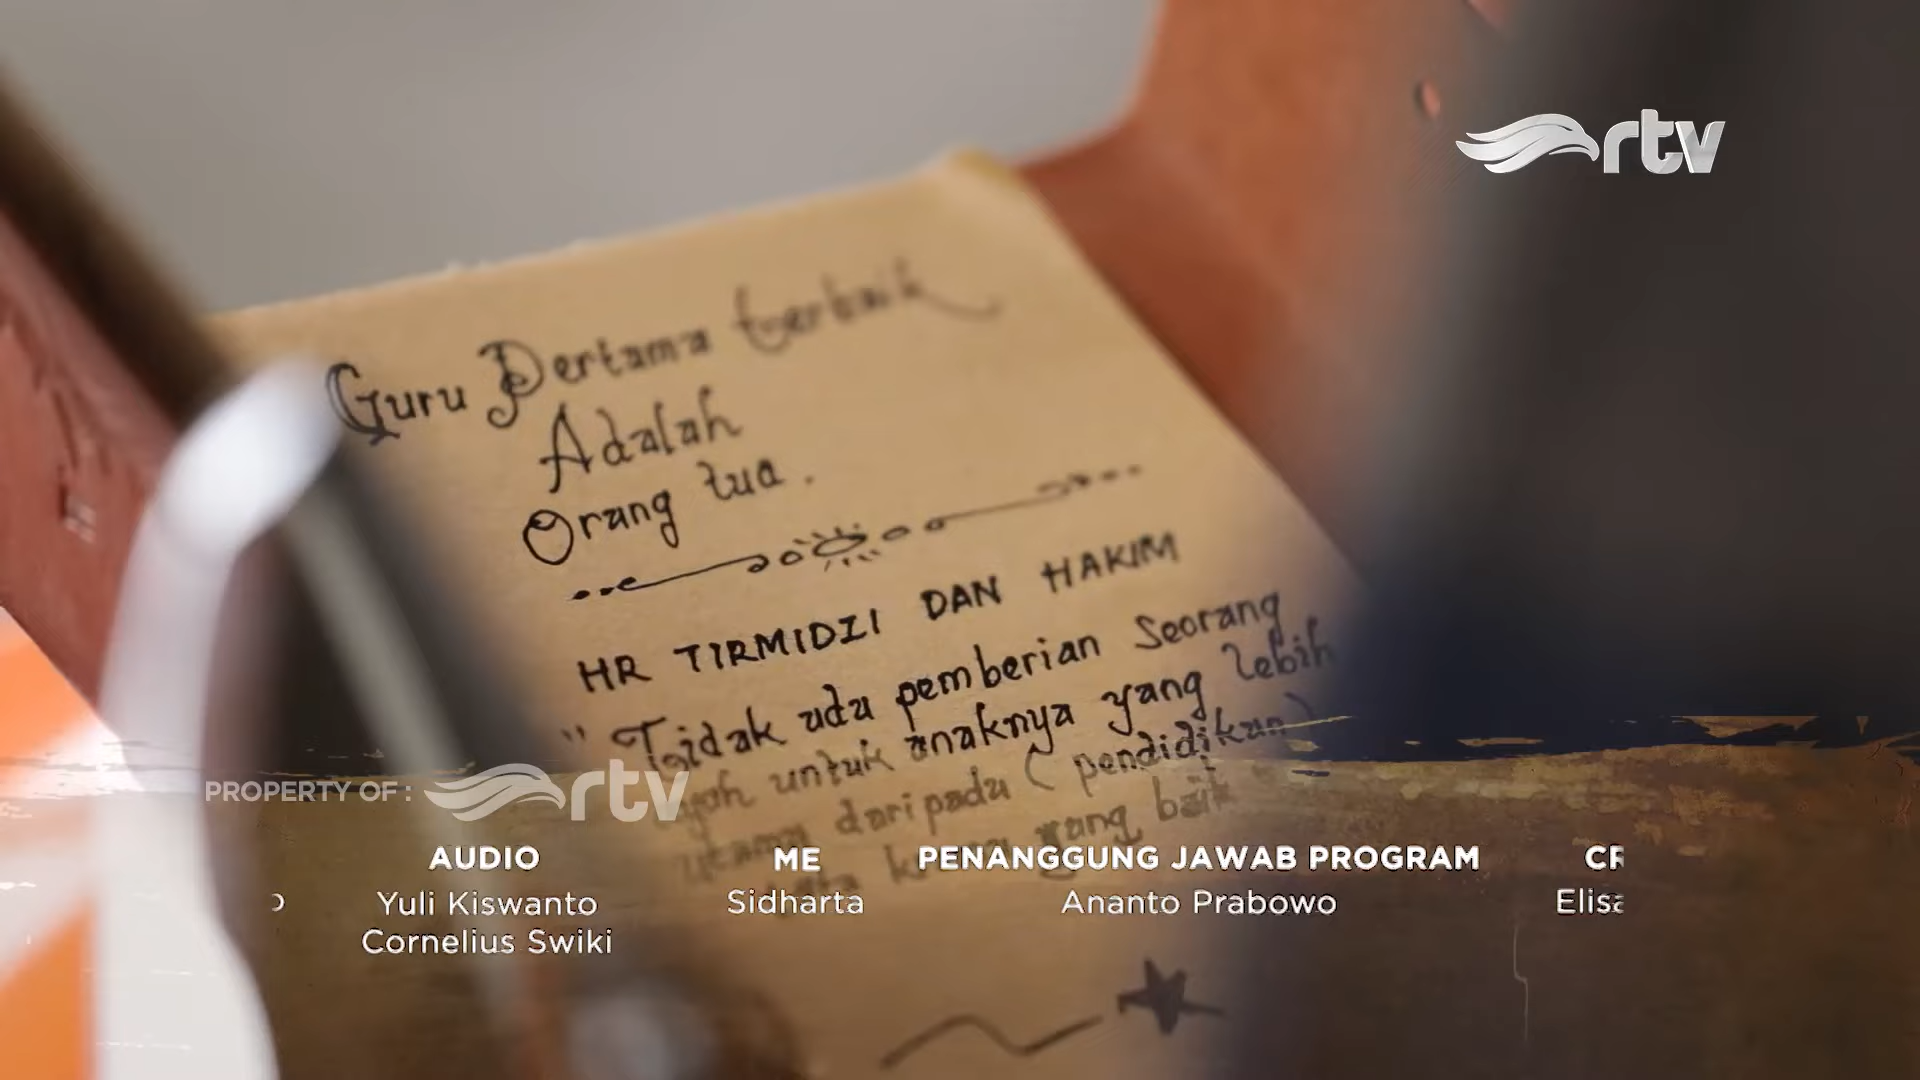 rtv
Guru Pertama terbaik
Adalah
Orang tua.
HR TIRMIDZI DAN HAKIM
"Tidak ada pemberian Seorang
ayah untuk anaknya yang lebih
utama daripada (pendidikan)
yang baik
PROPERTY OF : rtv
AUDIO
Yuli Kiswanto
Cornelius Swiki
ME
Sidharta
PENANGGUNG JAWAB PROGRAM
Ananto Prabowo